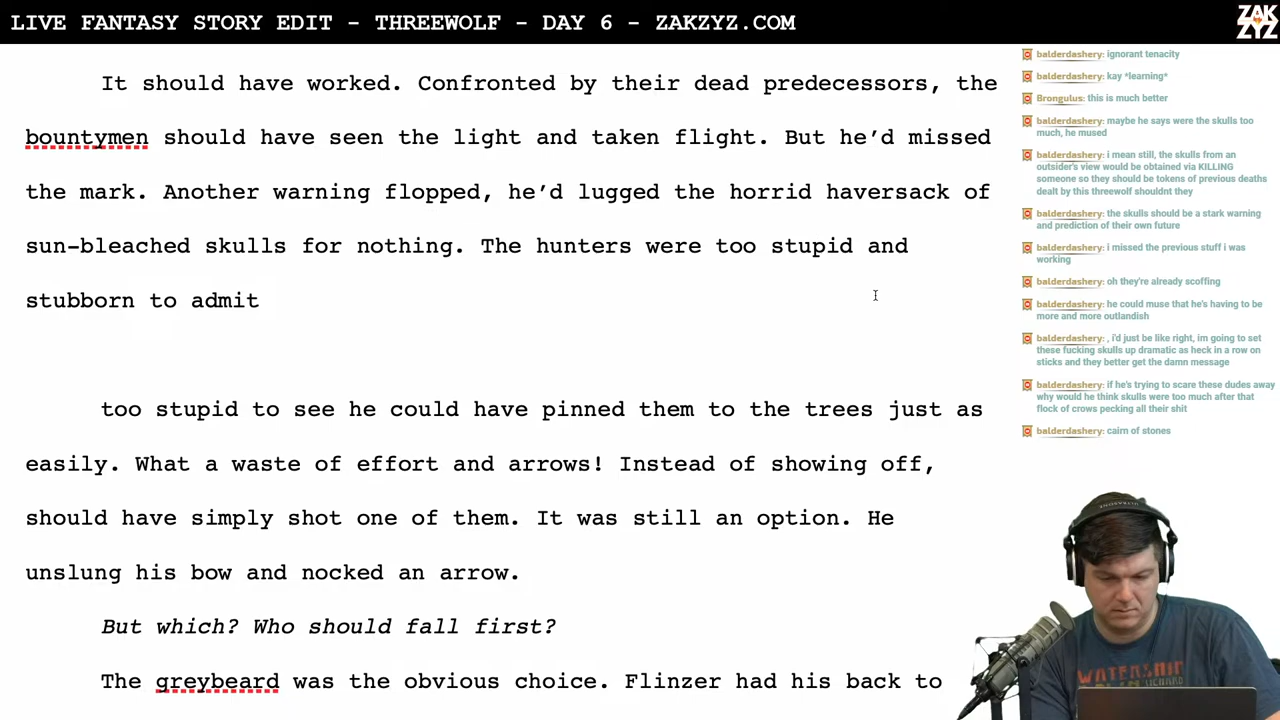 LIVE FANTASY STORY EDIT - THREEWOLF - DAY 6 - ZAKZYZ.COM
ZAK
ZYZ
It should have worked. Confronted by their dead predecessors, the
bountymen should have seen the light and taken flight. But he’d missed
the mark. Another warning flopped, he’d lugged the horrid haversack of
sun-bleached skulls for nothing. The hunters were too stupid and
stubborn to admit
too stupid to see he could have pinned them to the trees just as
easily. What a waste of effort and arrows! Instead of showing off,
should have simply shot one of them. It was still an option. He
unslung his bow and nocked an arrow.
But which? Who should fall first?
The greybeard was the obvious choice. Flinzer had his back to
balderdashery: ignorant tenacity
balderdashery: kay *learning*
Brongulus: this is much better
balderdashery: maybe he says were the skulls too
much, he mused
balderdashery: i mean still, the skulls from an
outsider's view would be obtained via KILLING
someone so they should be tokens of previous deaths
dealt by this threewolf shouldnt they
balderdashery: the skulls should be a stark warning
and prediction of their own future
balderdashery: i missed the previous stuff i was
working
balderdashery: oh they're already scoffing
balderdashery: he could muse that he's having to be
more and more outlandish
balderdashery: , i'd just be like right, im going to set
these fucking skulls up dramatic as heck in a row on
sticks and they better get the damn message
balderdashery: if he's trying to scare these dudes away
why would he think skulls were too much after that
flock of crows pecking all their shit
balderdashery: cairn of stones
WATERSHIP